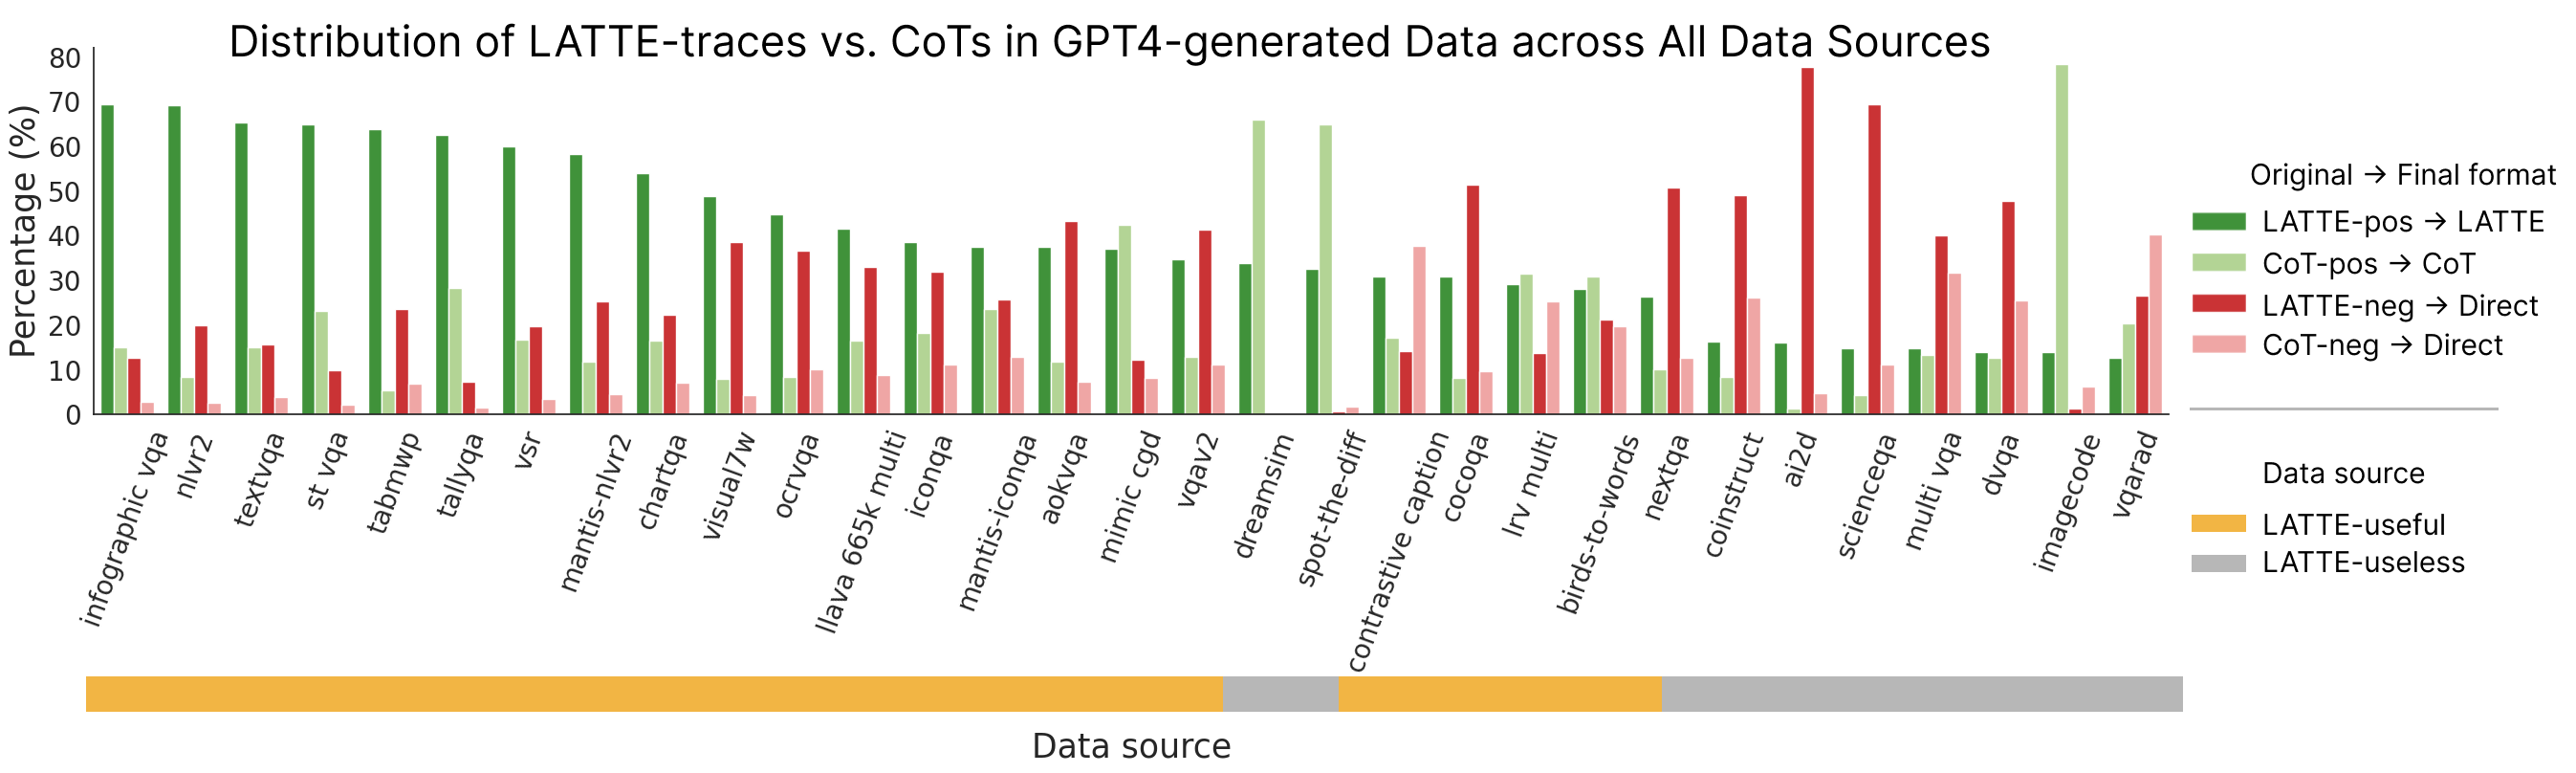 Distribution of LATTE-traces vs. CoTs in GPT4-generated Data across All Data Sources
Percentage (%)
80
70
60
50
40
30
20
10
0
infographic vqa
nlvr2
textvqa
st vqa
tabmwp
tallyqa
vsr
mantis-nlvr2
chartqa
visual7w
ocrvqa
llava 665k multi
iconqa
mantis-iconqa
aokvqa
mimic cgd
vqav2
dreamsim
spot-the-diff
contrastive caption
cocoqa
lrv multi
birds-to-words
nextqa
coinstruct
ai2d
scienceqa
multi vqa
dvqa
imagecode
vqarad
Data source
Original → Final format
LATTE-pos → LATTE
CoT-pos → CoT
LATTE-neg → Direct
CoT-neg → Direct
Data source
LATTE-useful
LATTE-useless